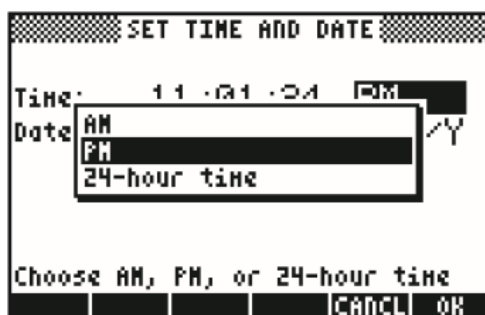 SET TIME AND DATE
Time: 11:01:24 PM
Date /Y
AM
PM
24-hour time
Choose AM, PM, or 24-hour time
CANCL OK